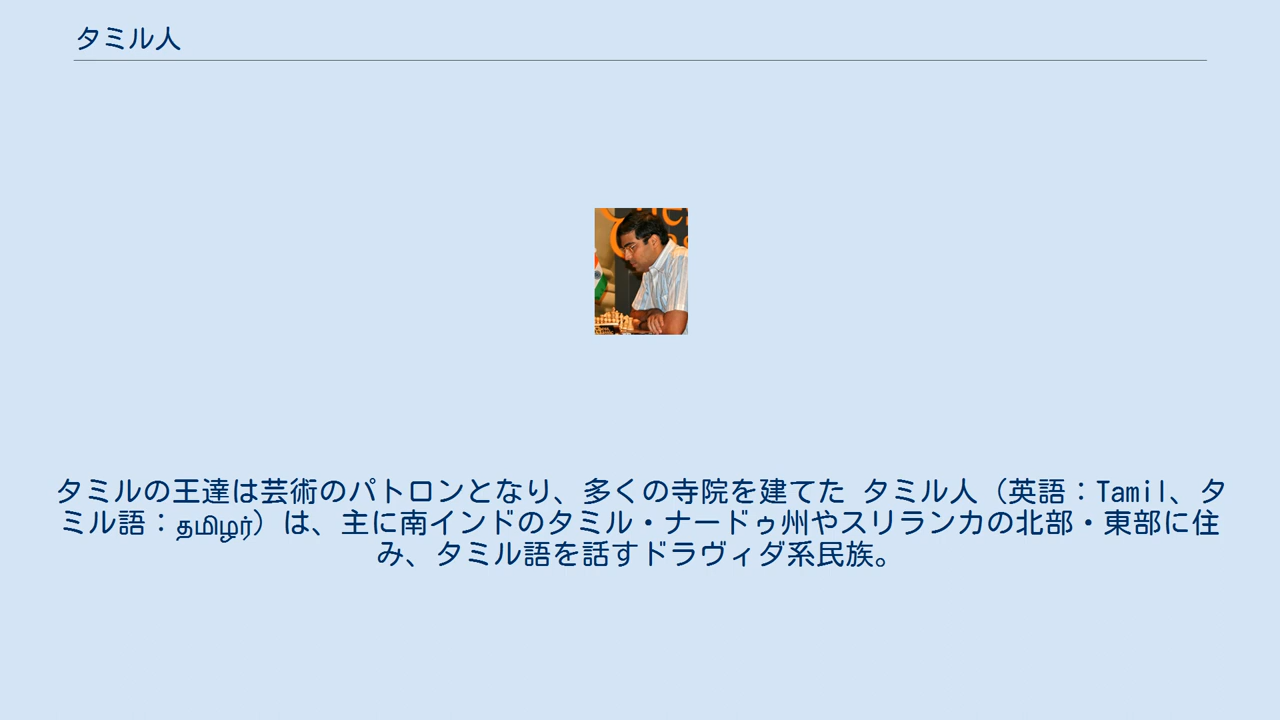 タミル人
タミルの王達は芸術のパトロンとなり、多くの寺院を建てた タミル人（英語：Tamil、タ
ミル語：தமிழர்）は、主に南インドのタミル・ナードゥ州やスリランカの北部・東部に住
み、タミル語を話すドラヴィダ系民族。